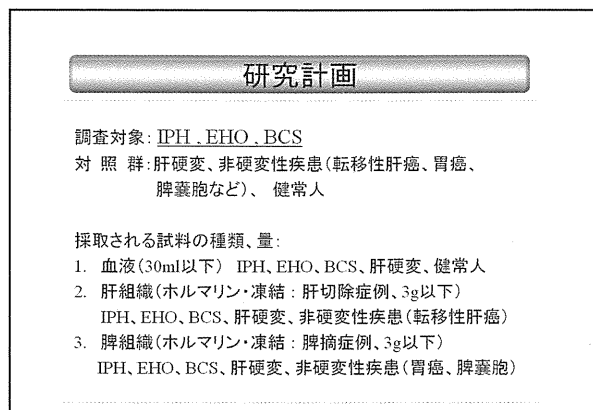 研究計画
調査対象: IPH , EHO , BCS
対 照 群:肝硬変、非硬変性疾患(転移性肝癌、胃癌、
脾嚢胞など)、 健常人
採取される試料の種類、量:
1. 血液(30ml以下) IPH、EHO、BCS、肝硬変、健常人
2. 肝組織(ホルマリン・凍結 : 肝切除症例、3g以下)
IPH、EHO、BCS、肝硬変、非硬変性疾患(転移性肝癌)
3. 脾組織(ホルマリン・凍結 : 脾摘症例、3g以下)
IPH、EHO、BCS、肝硬変、非硬変性疾患(胃癌、脾嚢胞)